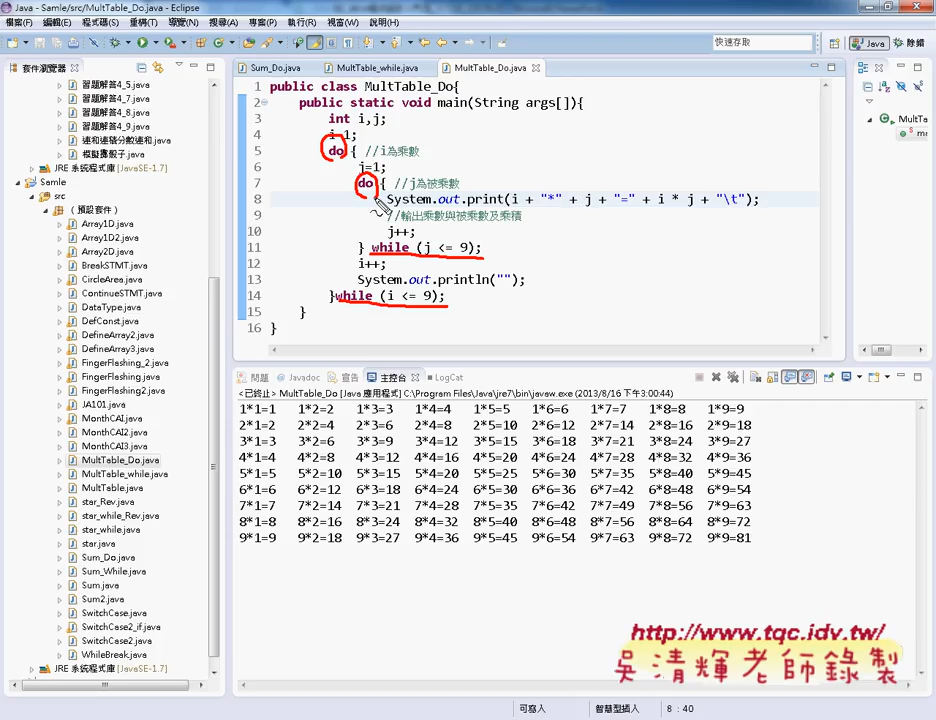 Java - Samle/src/MultTable_Do.java - Eclipse
檔案(F) 編輯(E) 程式碼(S) 重構(T) 導覽(N) 搜尋(A) 專案(P) 執行(R) 視窗(W) 說明(H)
快速存取 Java 除錯
套件瀏覽器
習題解答4_5.java
習題解答4_7.java
習題解答4_8.java
習題解答4_9.java
連和連積分數連和.java
模擬擲骰子.java
JRE 系統程式庫 [JavaSE-1.7]
Samle
src
(預設套件)
Array1D.java
Array1D2.java
Array2D.java
BreakSTMT.java
CircleArea.java
ContinueSTMT.java
DataType.java
DefConst.java
DefineArray2.java
DefineArray3.java
FingerFlashing_2.java
FingerFlashing.java
FingerFlashing2.java
JA101.java
MonthCAI.java
MonthCAI2.java
MonthCAI3.java
MultTable_Do.java
MultTable_while.java
MultTable.java
star_Rev.java
star_while_Rev.java
star_while.java
star.java
Sum_Do.java
Sum_While.java
Sum.java
Sum2.java
SwitchCase.java
SwitchCase2_if.java
SwitchCase2.java
WhileBreak.java
JRE 系統程式庫 [JavaSE-1.7]
Sum_Do.java MultTable_while.java MultTable_Do.java
1 public class MultTable_Do{
2 public static void main(String args[]){
3 int i,j;
4 i=1;
5 do{ //i為乘數
6 j=1;
7 do{ //j為被乘數
8 System.out.print(i + "*" + j + "=" + i * j + "\t");
9 //輸出乘數與被乘數及乘積
10 j++;
11 } while (j <= 9);
12 i++;
13 System.out.println("");
14 }while (i <= 9);
15 }
16 }
MultTa
ma
問題 Javadoc 宣告 主控台 LogCat
<已終止> MultTable_Do [Java 應用程式] C:\Program Files\Java\jre7\bin\javaw.exe (2013/8/16 下午3:00:44)
1*1=1 1*2=2 1*3=3 1*4=4 1*5=5 1*6=6 1*7=7 1*8=8 1*9=9
2*1=2 2*2=4 2*3=6 2*4=8 2*5=10 2*6=12 2*7=14 2*8=16 2*9=18
3*1=3 3*2=6 3*3=9 3*4=12 3*5=15 3*6=18 3*7=21 3*8=24 3*9=27
4*1=4 4*2=8 4*3=12 4*4=16 4*5=20 4*6=24 4*7=28 4*8=32 4*9=36
5*1=5 5*2=10 5*3=15 5*4=20 5*5=25 5*6=30 5*7=35 5*8=40 5*9=45
6*1=6 6*2=12 6*3=18 6*4=24 6*5=30 6*6=36 6*7=42 6*8=48 6*9=54
7*1=7 7*2=14 7*3=21 7*4=28 7*5=35 7*6=42 7*7=49 7*8=56 7*9=63
8*1=8 8*2=16 8*3=24 8*4=32 8*5=40 8*6=48 8*7=56 8*8=64 8*9=72
9*1=9 9*2=18 9*3=27 9*4=36 9*5=45 9*6=54 9*7=63 9*8=72 9*9=81
http://www.tqc.idv.tw/
吳清輝老師錄製
可寫入 智慧型插入 8 : 40